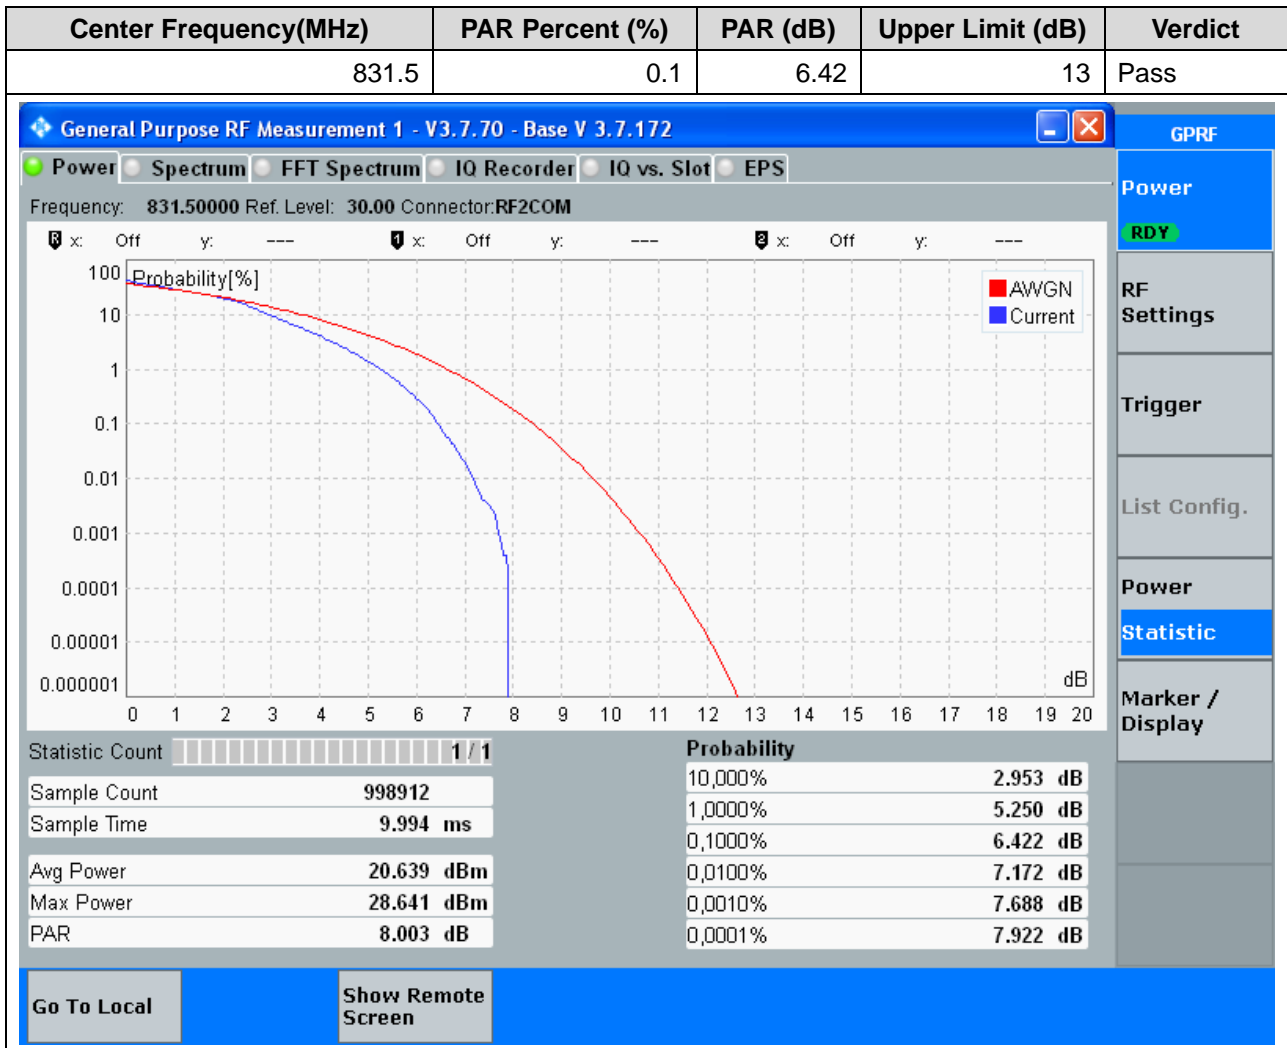 Center Frequency(MHz) PAR Percent (%) PAR (dB) Upper Limit (dB) Verdict
831.5 0.1 6.42 13 Pass
General Purpose RF Measurement 1 - V3.7.70 - Base V 3.7.172
GPRF
Power Spectrum FFT Spectrum IQ Recorder IQ vs. Slot EPS
Power
RDY
Frequency: 831.50000 Ref. Level: 30.00 Connector:RF2COM
R x: Off y: --- 1 x: Off y: --- 2 x: Off y: ---
Probability[%]
100
10
1
0.1
0.01
0.001
0.0001
0.00001
0.000001
AWGN
Current
dB
0 1 2 3 4 5 6 7 8 9 10 11 12 13 14 15 16 17 18 19 20
RF
Settings
Trigger
List Config.
Power
Statistic
Marker /
Display
Statistic Count 1 / 1
Sample Count 998912
Sample Time 9.994 ms
Avg Power 20.639 dBm
Max Power 28.641 dBm
PAR 8.003 dB
Probability
10,000% 2.953 dB
1,0000% 5.250 dB
0,1000% 6.422 dB
0,0100% 7.172 dB
0,0010% 7.688 dB
0,0001% 7.922 dB
Go To Local
Show Remote
Screen